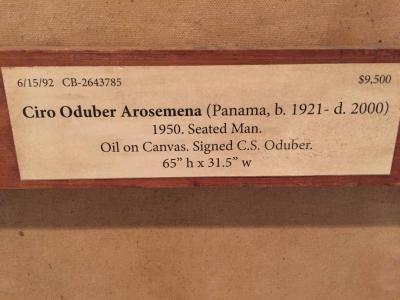 6/15/92 CB-2643785 $9,500
Ciro Oduber Arosemena (Panama, b. 1921- d. 2000)
1950. Seated Man.
Oil on Canvas. Signed C.S. Oduber.
65” h x 31.5” w